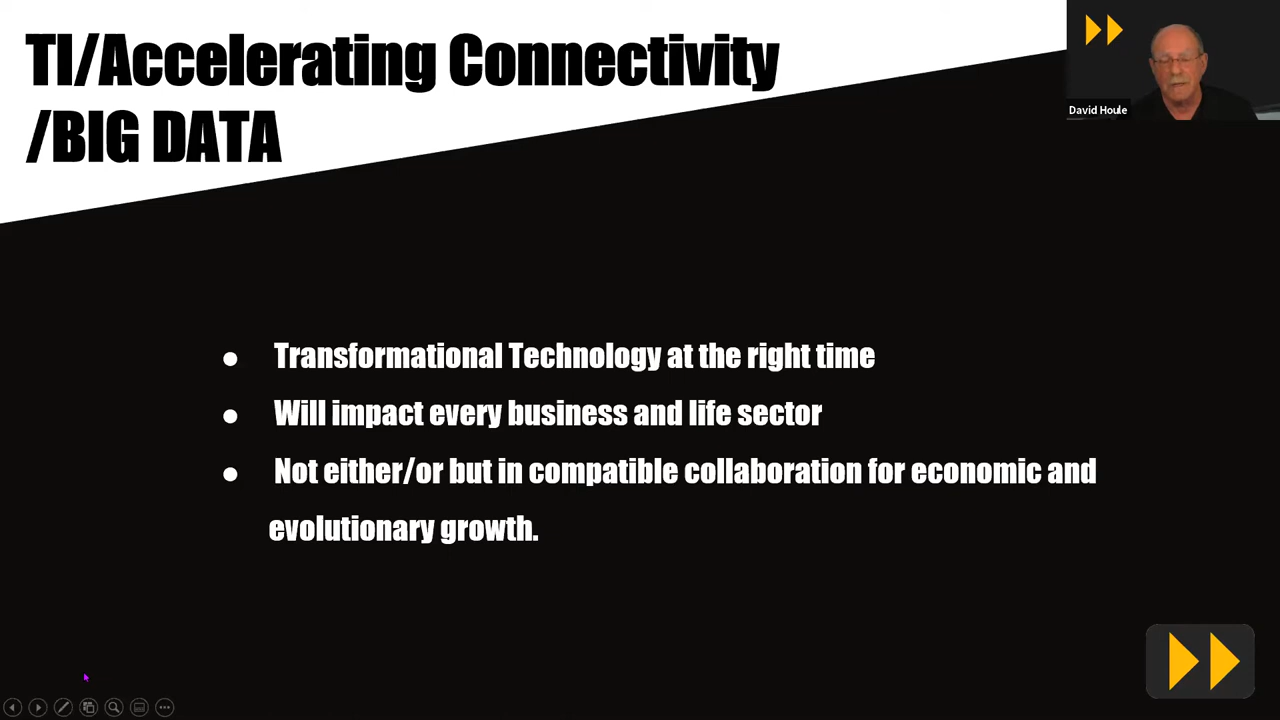 TI/Accelerating Connectivity
/BIG DATA
David Houle
● Transformational Technology at the right time
● Will impact every business and life sector
● Not either/or but in compatible collaboration for economic and
evolutionary growth.